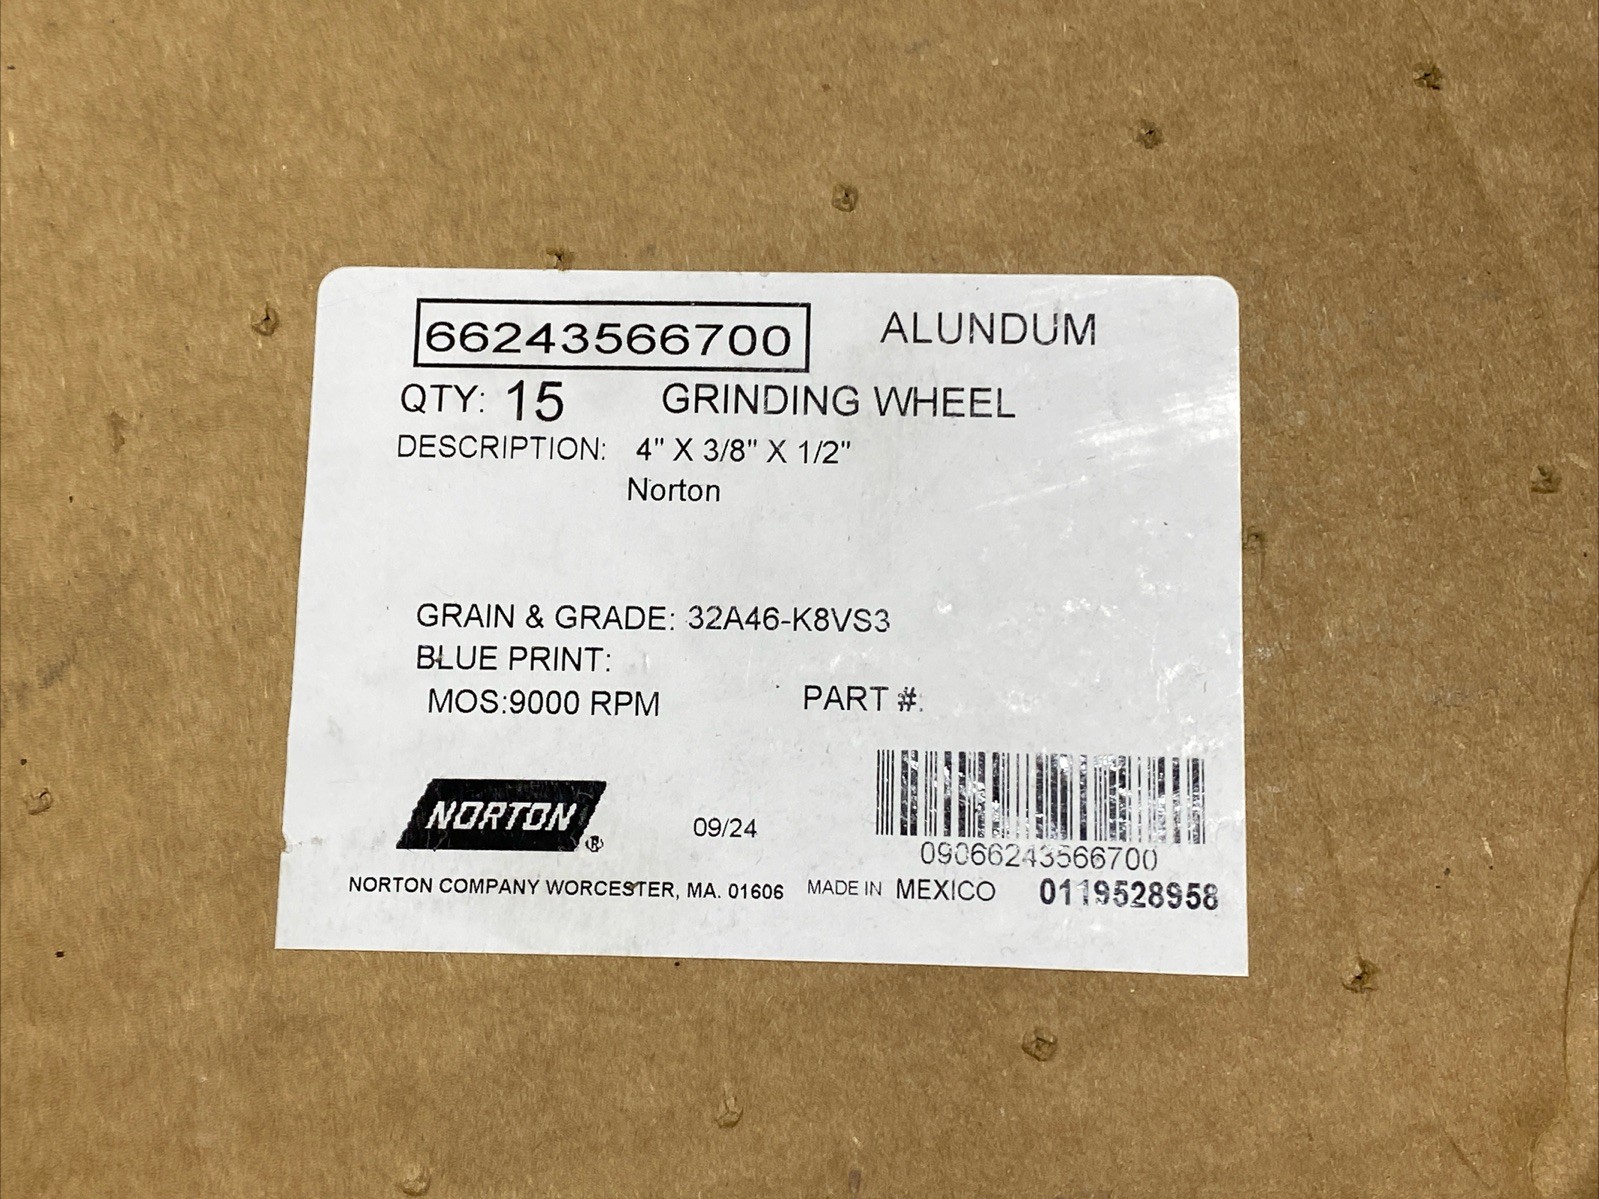 66243566700 ALUNDUM
QTY: 15 GRINDING WHEEL
DESCRIPTION: 4" X 3/8" X 1/2"
Norton
GRAIN & GRADE: 32A46-K8VS3
BLUE PRINT:
MOS:9000 RPM PART #:
NORTON ® 09/24
09066243566700
NORTON COMPANY WORCESTER, MA. 01606 MADE IN MEXICO 0119528958